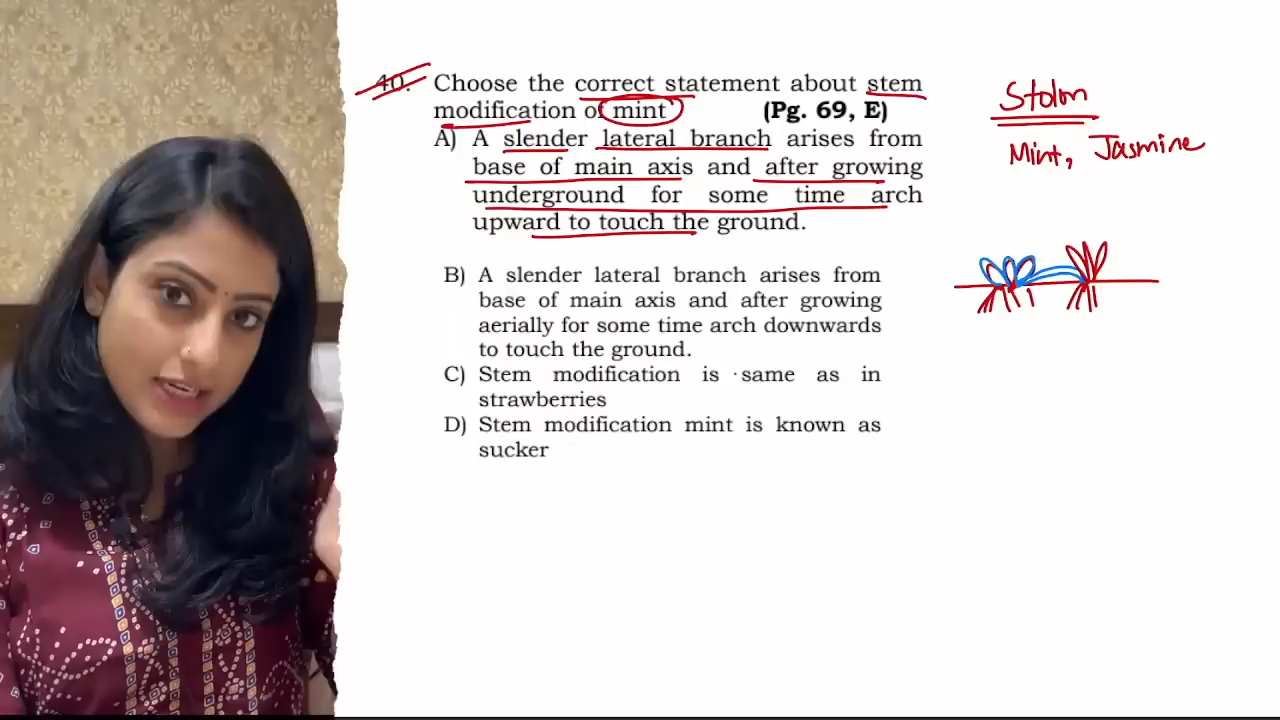 40. Choose the correct statement about stem
modification of mint (Pg. 69, E)
A) A slender lateral branch arises from
base of main axis and after growing
underground for some time arch
upward to touch the ground.
B) A slender lateral branch arises from
base of main axis and after growing
aerially for some time arch downwards
to touch the ground.
C) Stem modification is same as in
strawberries
D) Stem modification mint is known as
sucker
Stolon
Mint, Jasmine